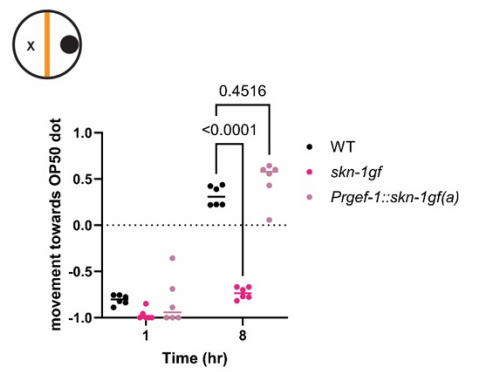 x
0.4516
<0.0001
1.0
0.5
0.0
-0.5
-1.0
movement towards OP50 dot
1
8
Time (hr)
WT
skn-1gf
Prgef-1::skn-1gf(a)